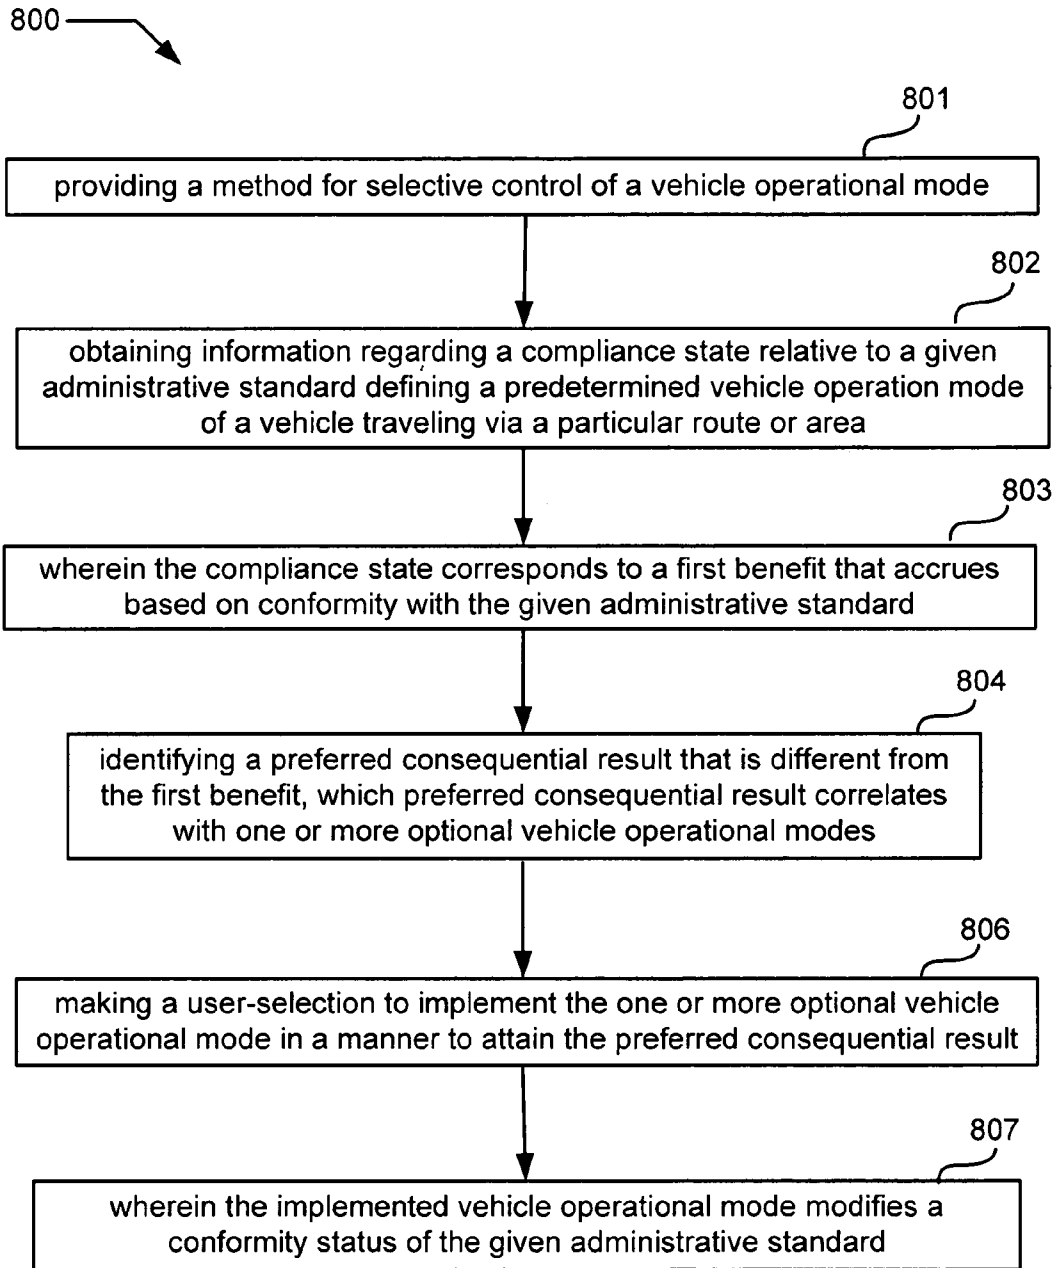 800
801
providing a method for selective control of a vehicle operational mode
802
obtaining information regarding a compliance state relative to a given
administrative standard defining a predetermined vehicle operation mode
of a vehicle traveling via a particular route or area
803
wherein the compliance state corresponds to a first benefit that accrues
based on conformity with the given administrative standard
804
identifying a preferred consequential result that is different from
the first benefit, which preferred consequential result correlates
with one or more optional vehicle operational modes
806
making a user-selection to implement the one or more optional vehicle
operational mode in a manner to attain the preferred consequential result
807
wherein the implemented vehicle operational mode modifies a
conformity status of the given administrative standard